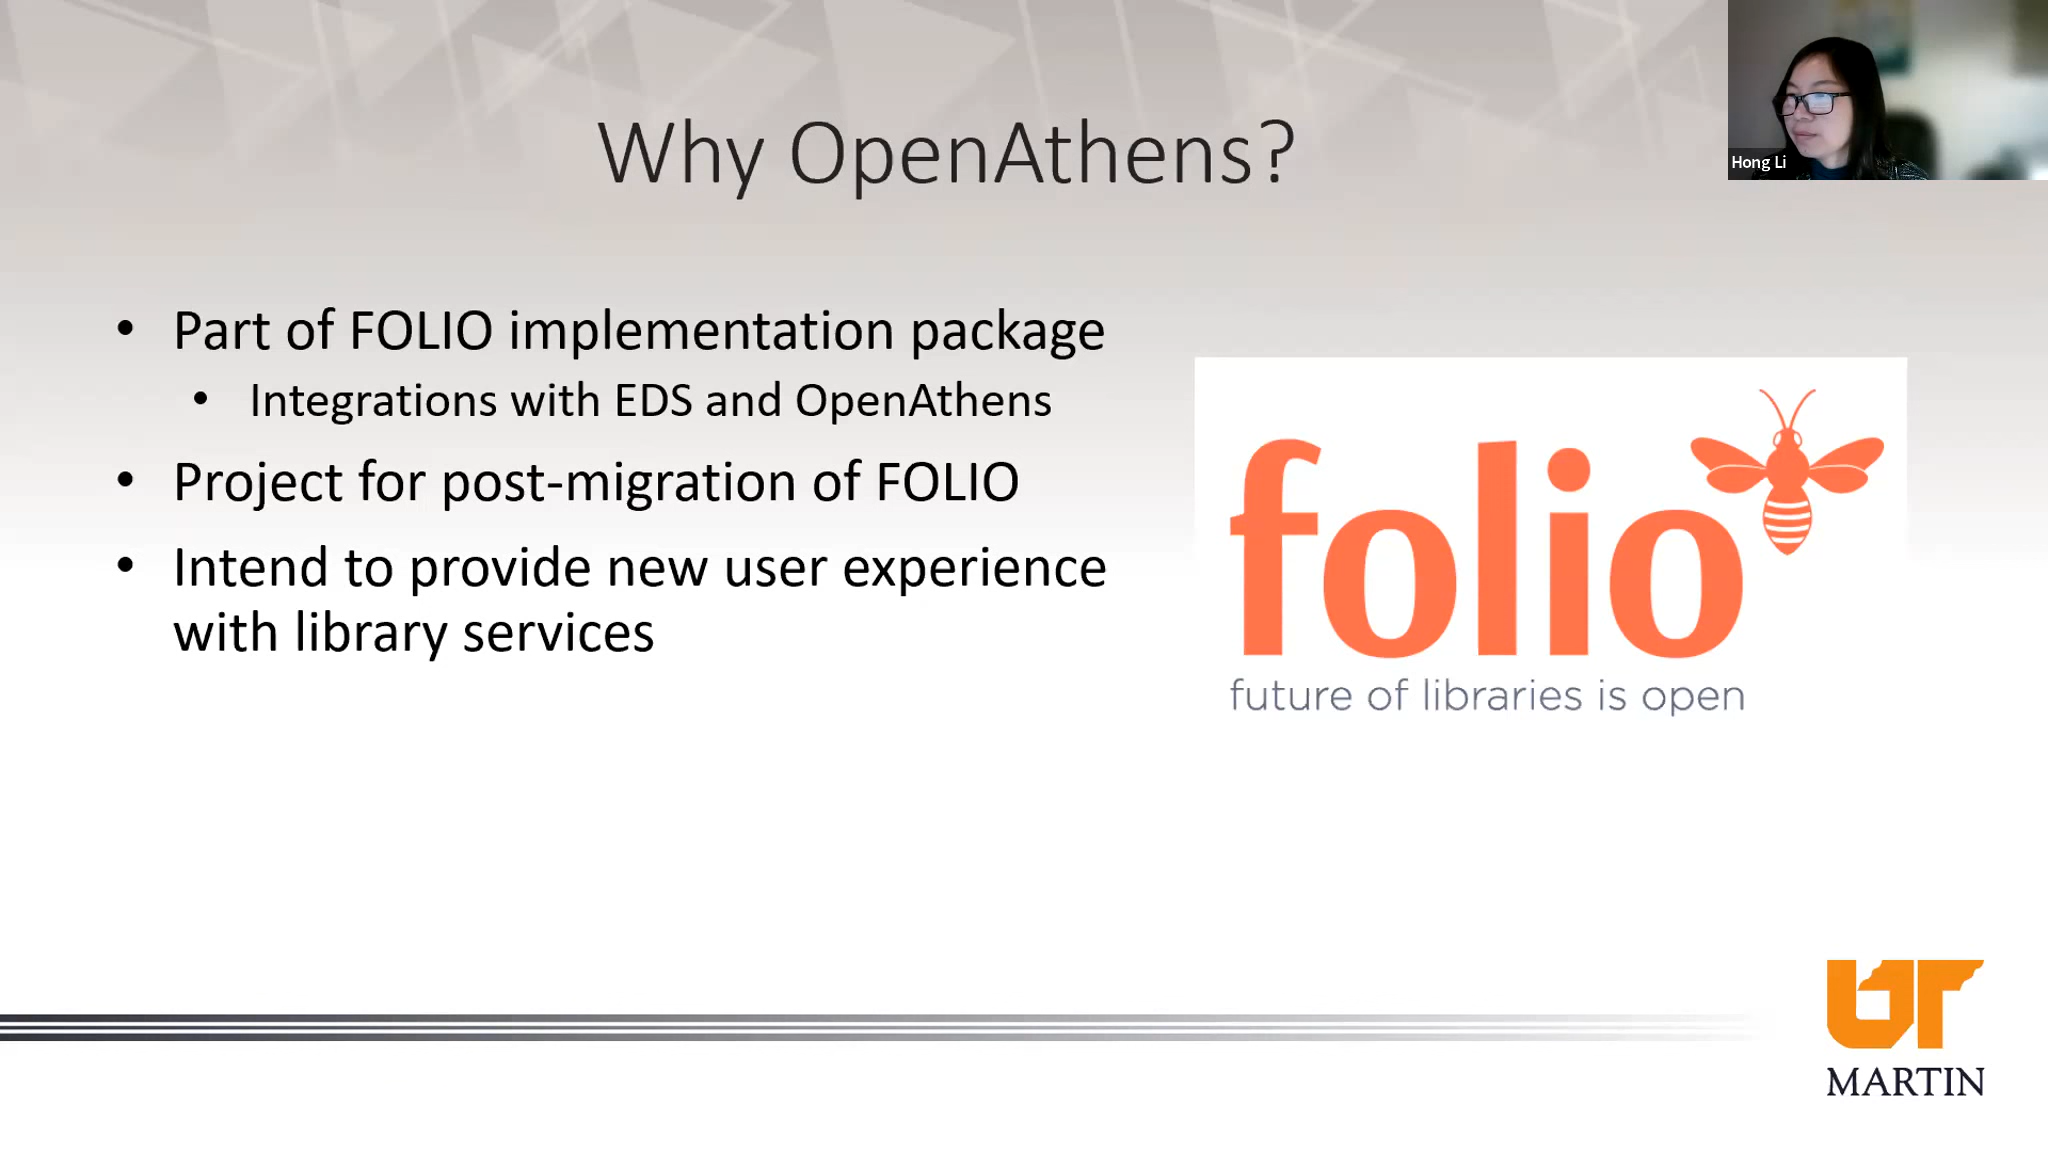 Why OpenAthens?
Hong Li
• Part of FOLIO implementation package
• Integrations with EDS and OpenAthens
• Project for post-migration of FOLIO
• Intend to provide new user experience
with library services
folio
future of libraries is open
UT
MARTIN